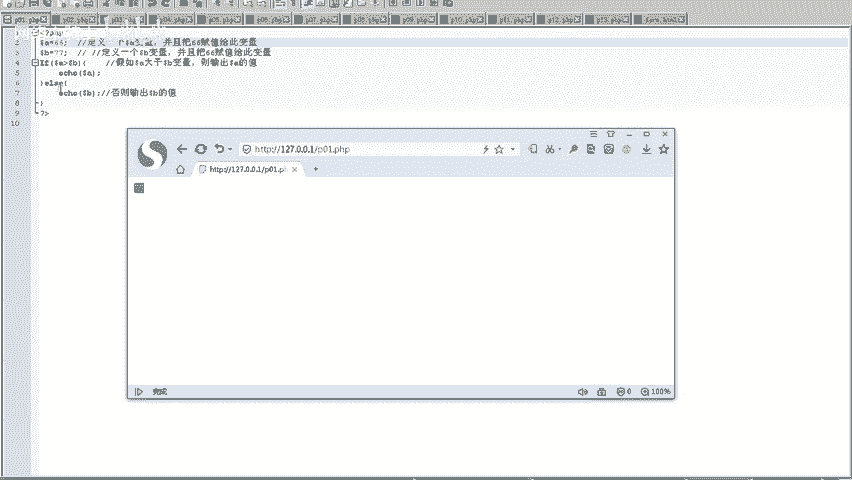 p01.php p02.php p03.php p04.php p05.php p06.php p07.php p08.php p09.php p10.php p11.php p12.php p13.php form.html
1 <?php
2 $a=66; //定义一个$a变量，并且把66赋值给此变量
3 $b=77; // //定义一个$b变量，并且把66赋值给此变量
4 If($a>$b){ //假如$a大于$b变量，则输出$a的值
5 echo($a);
6 }else{
7 echo($b);//否则输出$b的值
8 }
9 ?>
10
http://127.0.0.1/p01.php
http://127.0.0.1/p01.ph
完成
0
100%